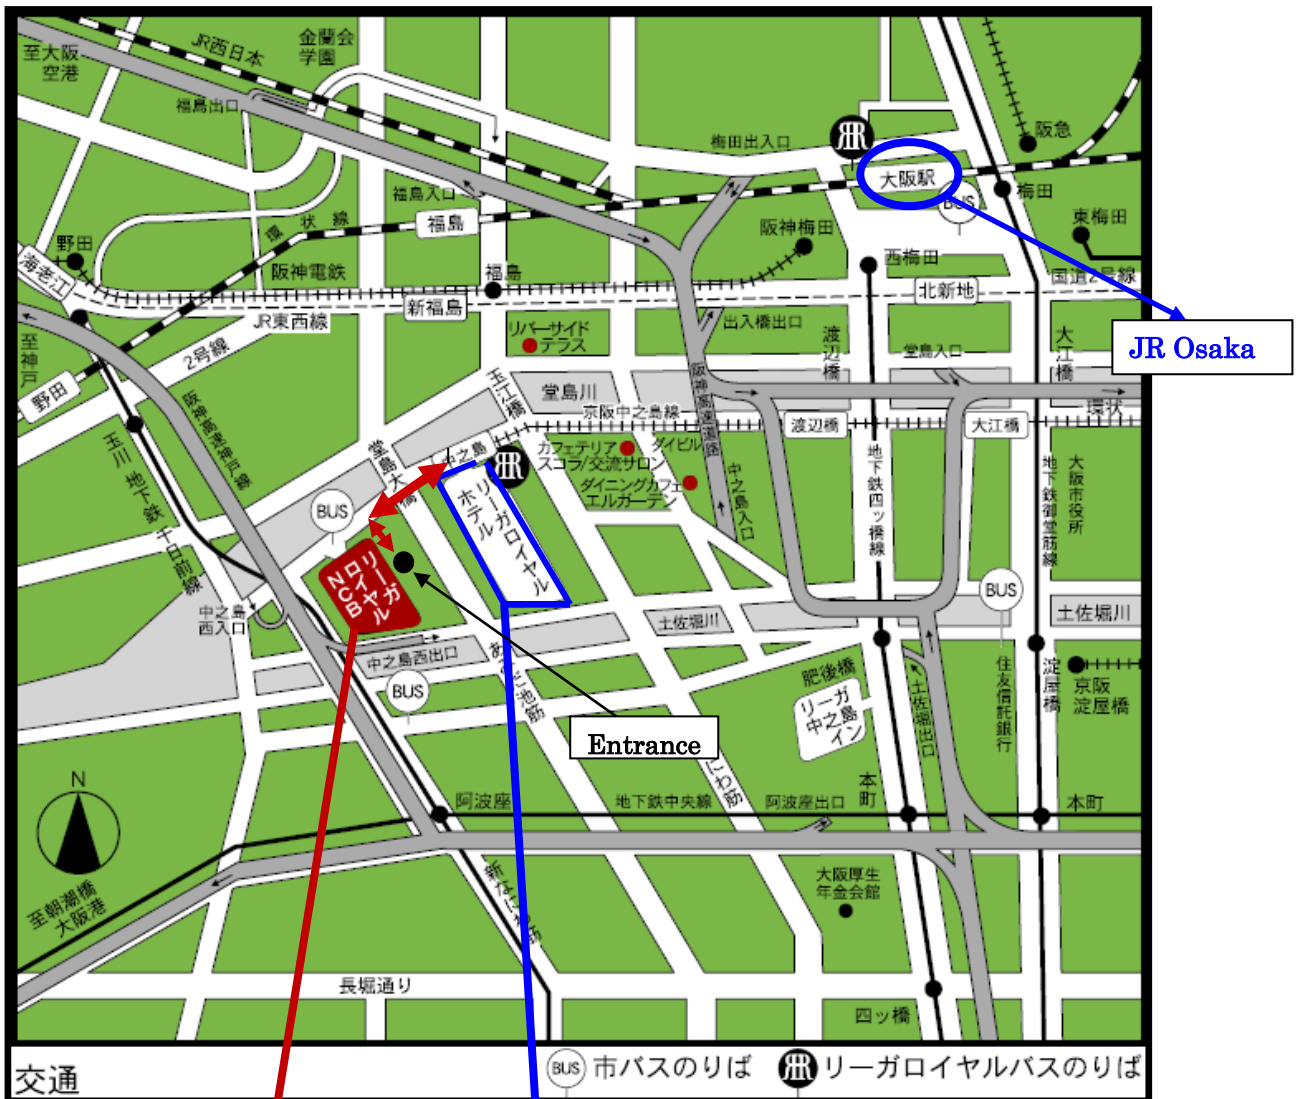 至大阪
空港
JR西日本
金蘭会
学園
福島出口
梅田出入口
阪急
大阪駅
梅田
BUS
東梅田
福島入口
福島
環状線
阪神梅田
西梅田
野田
海老江
阪神電鉄
福島
新福島
JR東西線
北新地
国道2号線
JR Osaka
至神戸
2号線
野田
リバーサイド
テラス
出入橋出口
渡辺橋
堂島入口
大江橋
玉江橋
堂島川
阪神高速道路
環状
京阪中之島線
渡辺橋
大江橋
玉川
地下鉄千日前線
阪神高速神戸線
堂島大橋
中之島
カフェテリア
スコラ/交流サロン
ダイビル
ダイニングカフェ
エルガーデン
中之島入口
地下鉄四ッ橋線
地下鉄御堂筋線
大阪市役所
BUS
リーガロイヤル
ホテル
リーガル
ロイヤル
NCB
中之島
西入口
中之島西出口
BUS
土佐堀川
BUS
土佐堀川
肥後橋
リーガ
中之島
イン
土佐堀出口
住友信託銀行
淀屋橋
京阪
淀屋橋
Entrance
にわ筋
N
阿波座
地下鉄中央線
阿波座出口
本町
本町
新なにわ筋
大阪厚生
年金会館
至朝潮橋
大阪港
長堀通り
四ッ橋
交通
BUS 市バスのりば
リーガロイヤルバスのりば